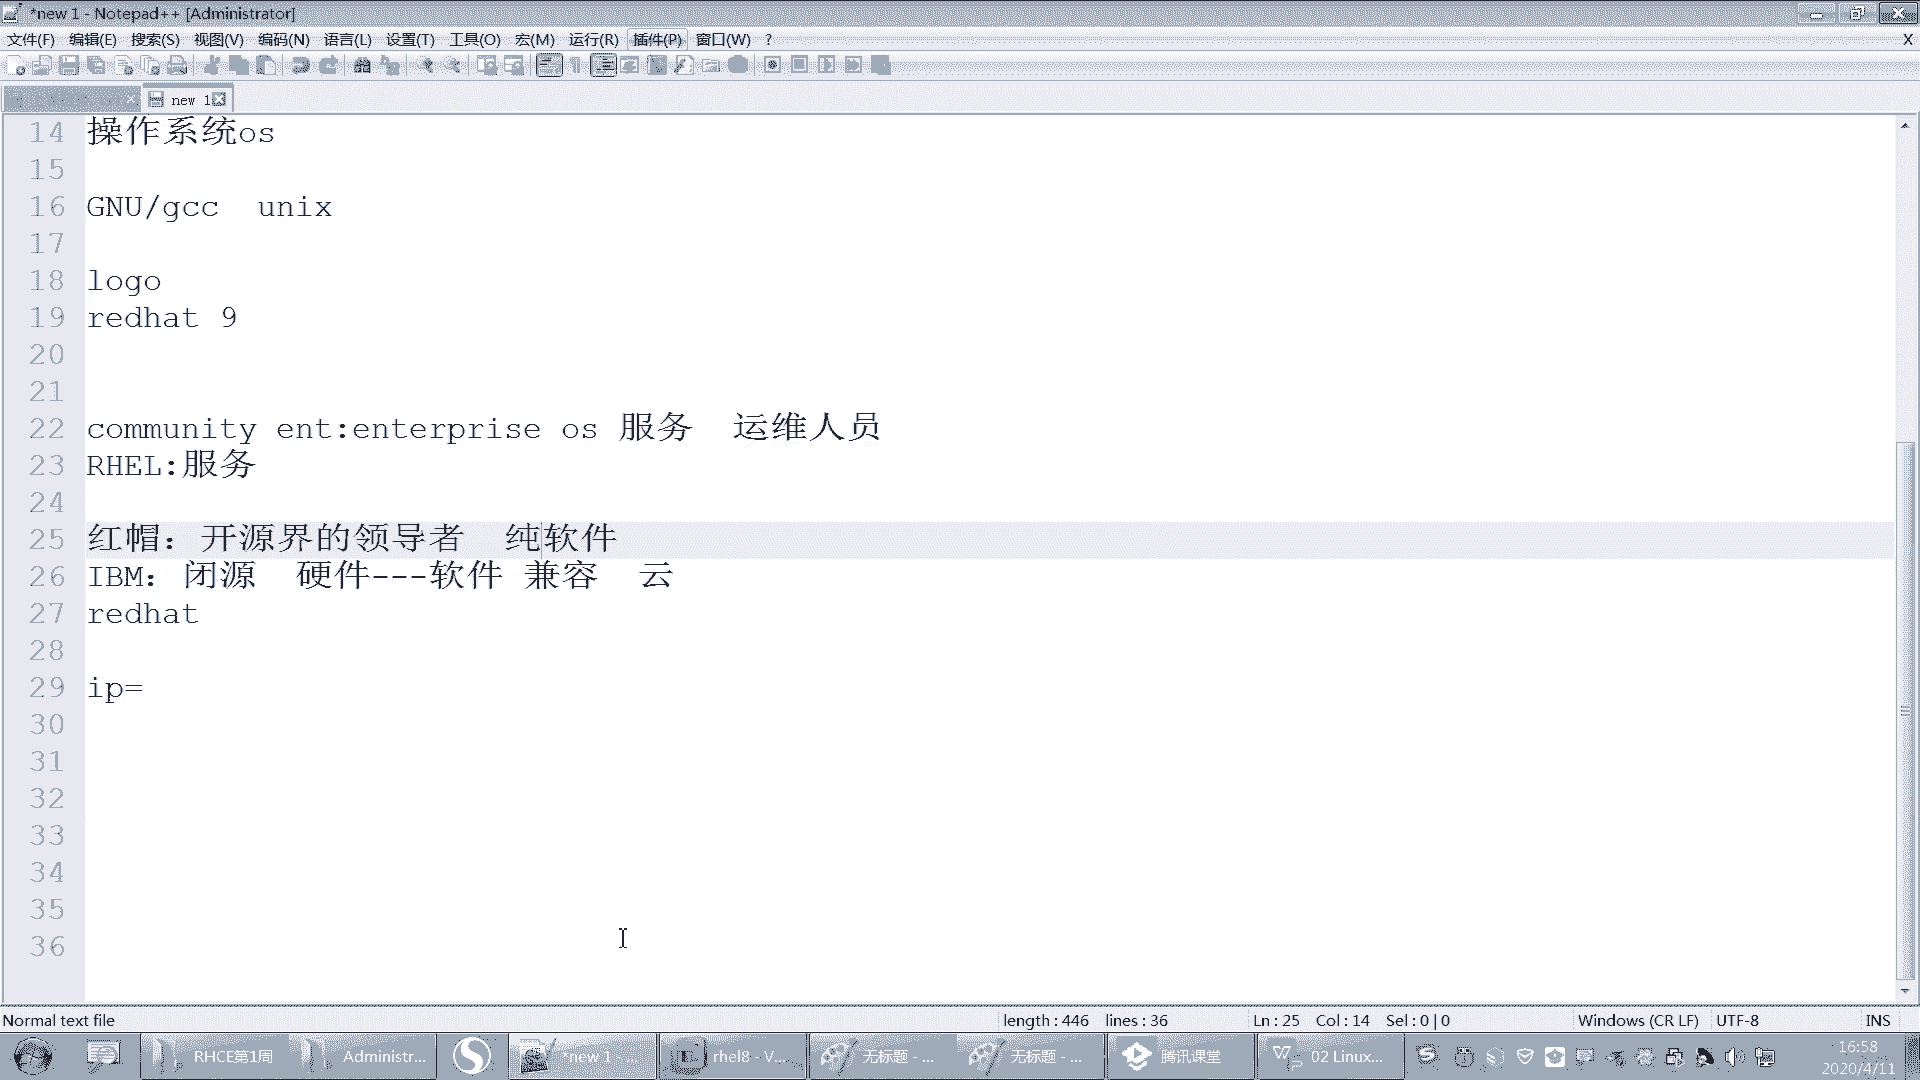 *new 1 - Notepad++ [Administrator]
文件(F) 编辑(E) 搜索(S) 视图(V) 编码(N) 语言(L) 设置(T) 工具(O) 宏(M) 运行(R) 插件(P) 窗口(W) ? X
new 1
14 操作系统os
15
16 GNU/gcc  unix
17
18 logo
19 redhat 9
20
21
22 community ent:enterprise os 服务  运维人员
23 RHEL:服务
24
25 红帽：开源界的领导者  纯软件
26 IBM：闭源  硬件---软件 兼容  云
27 redhat
28
29 ip=
30
31
32
33
34
35
36
Normal text file length : 446 lines : 36 Ln : 25 Col : 14 Sel : 0 | 0 Windows (CR LF) UTF-8 INS
RHCE第1周 Administr... *new 1 - ... rhel8 - V... 无标题 - ... 无标题 - ... 腾讯课堂 02 Linux... 16:58
2020/4/11